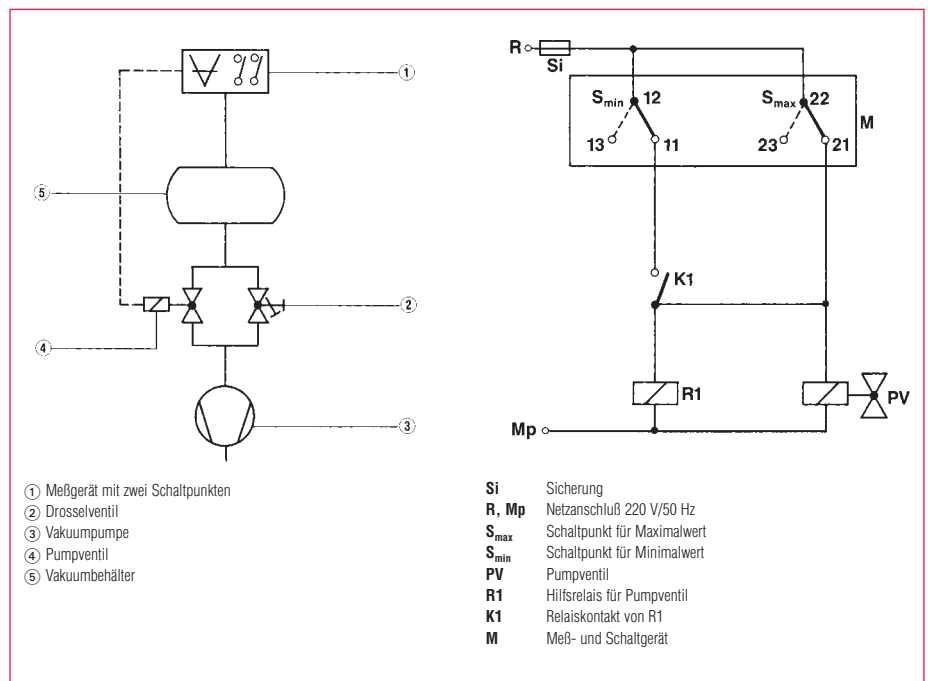 ①
⑤
②
④
③
① Meßgerät mit zwei Schaltpunkten
② Drosselventil
③ Vakuumpumpe
④ Pumpventil
⑤ Vakuumbehälter
R
Si
Smin 12
Smax 22
M
13 11
23 21
K1
R1
PV
Mp
Si Sicherung
R, Mp Netzanschluß 220 V/50 Hz
Smax Schaltpunkt für Maximalwert
Smin Schaltpunkt für Minimalwert
PV Pumpventil
R1 Hilfsrelais für Pumpventil
K1 Relaiskontakt von R1
M Meß- und Schaltgerät